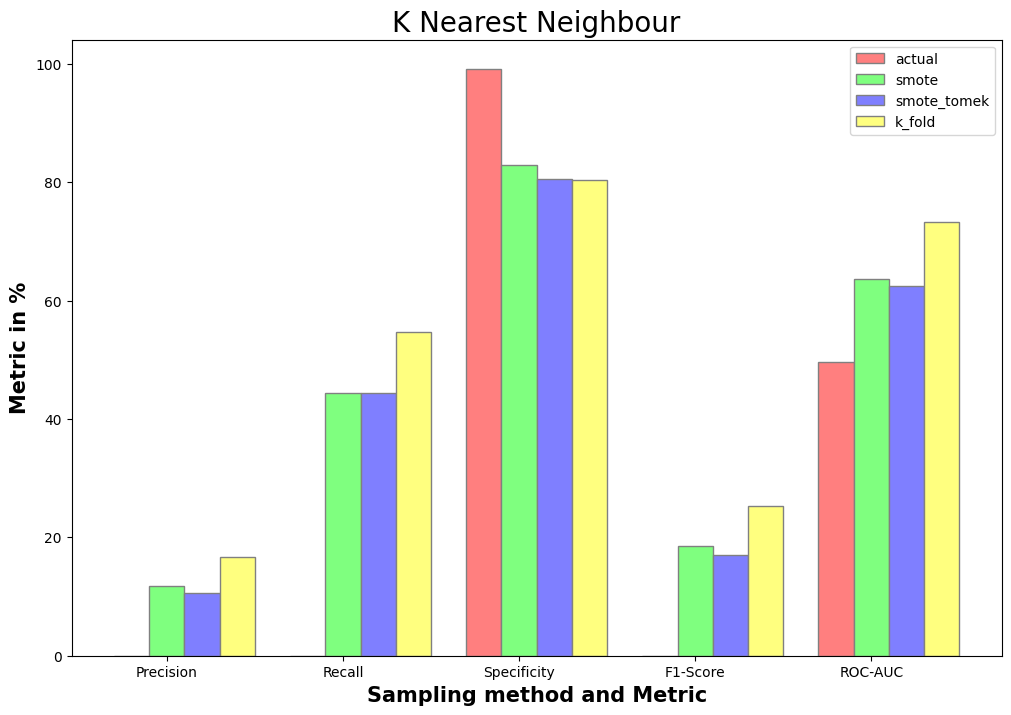 K Nearest Neighbour
actual
smote
smote_tomek
k_fold
100
80
60
40
20
0
Metric in %
Precision
Recall
Specificity
F1-Score
ROC-AUC
Sampling method and Metric